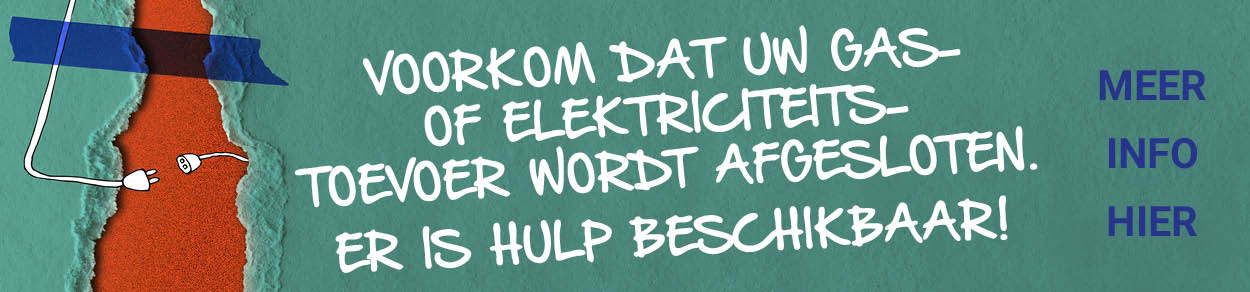 VOORKOM DAT UW GAS-
OF ELEKTRICITEITS-
TOEVOER WORDT AFGESLOTEN.
ER IS HULP BESCHIKBAAR!
MEER
INFO
HIER